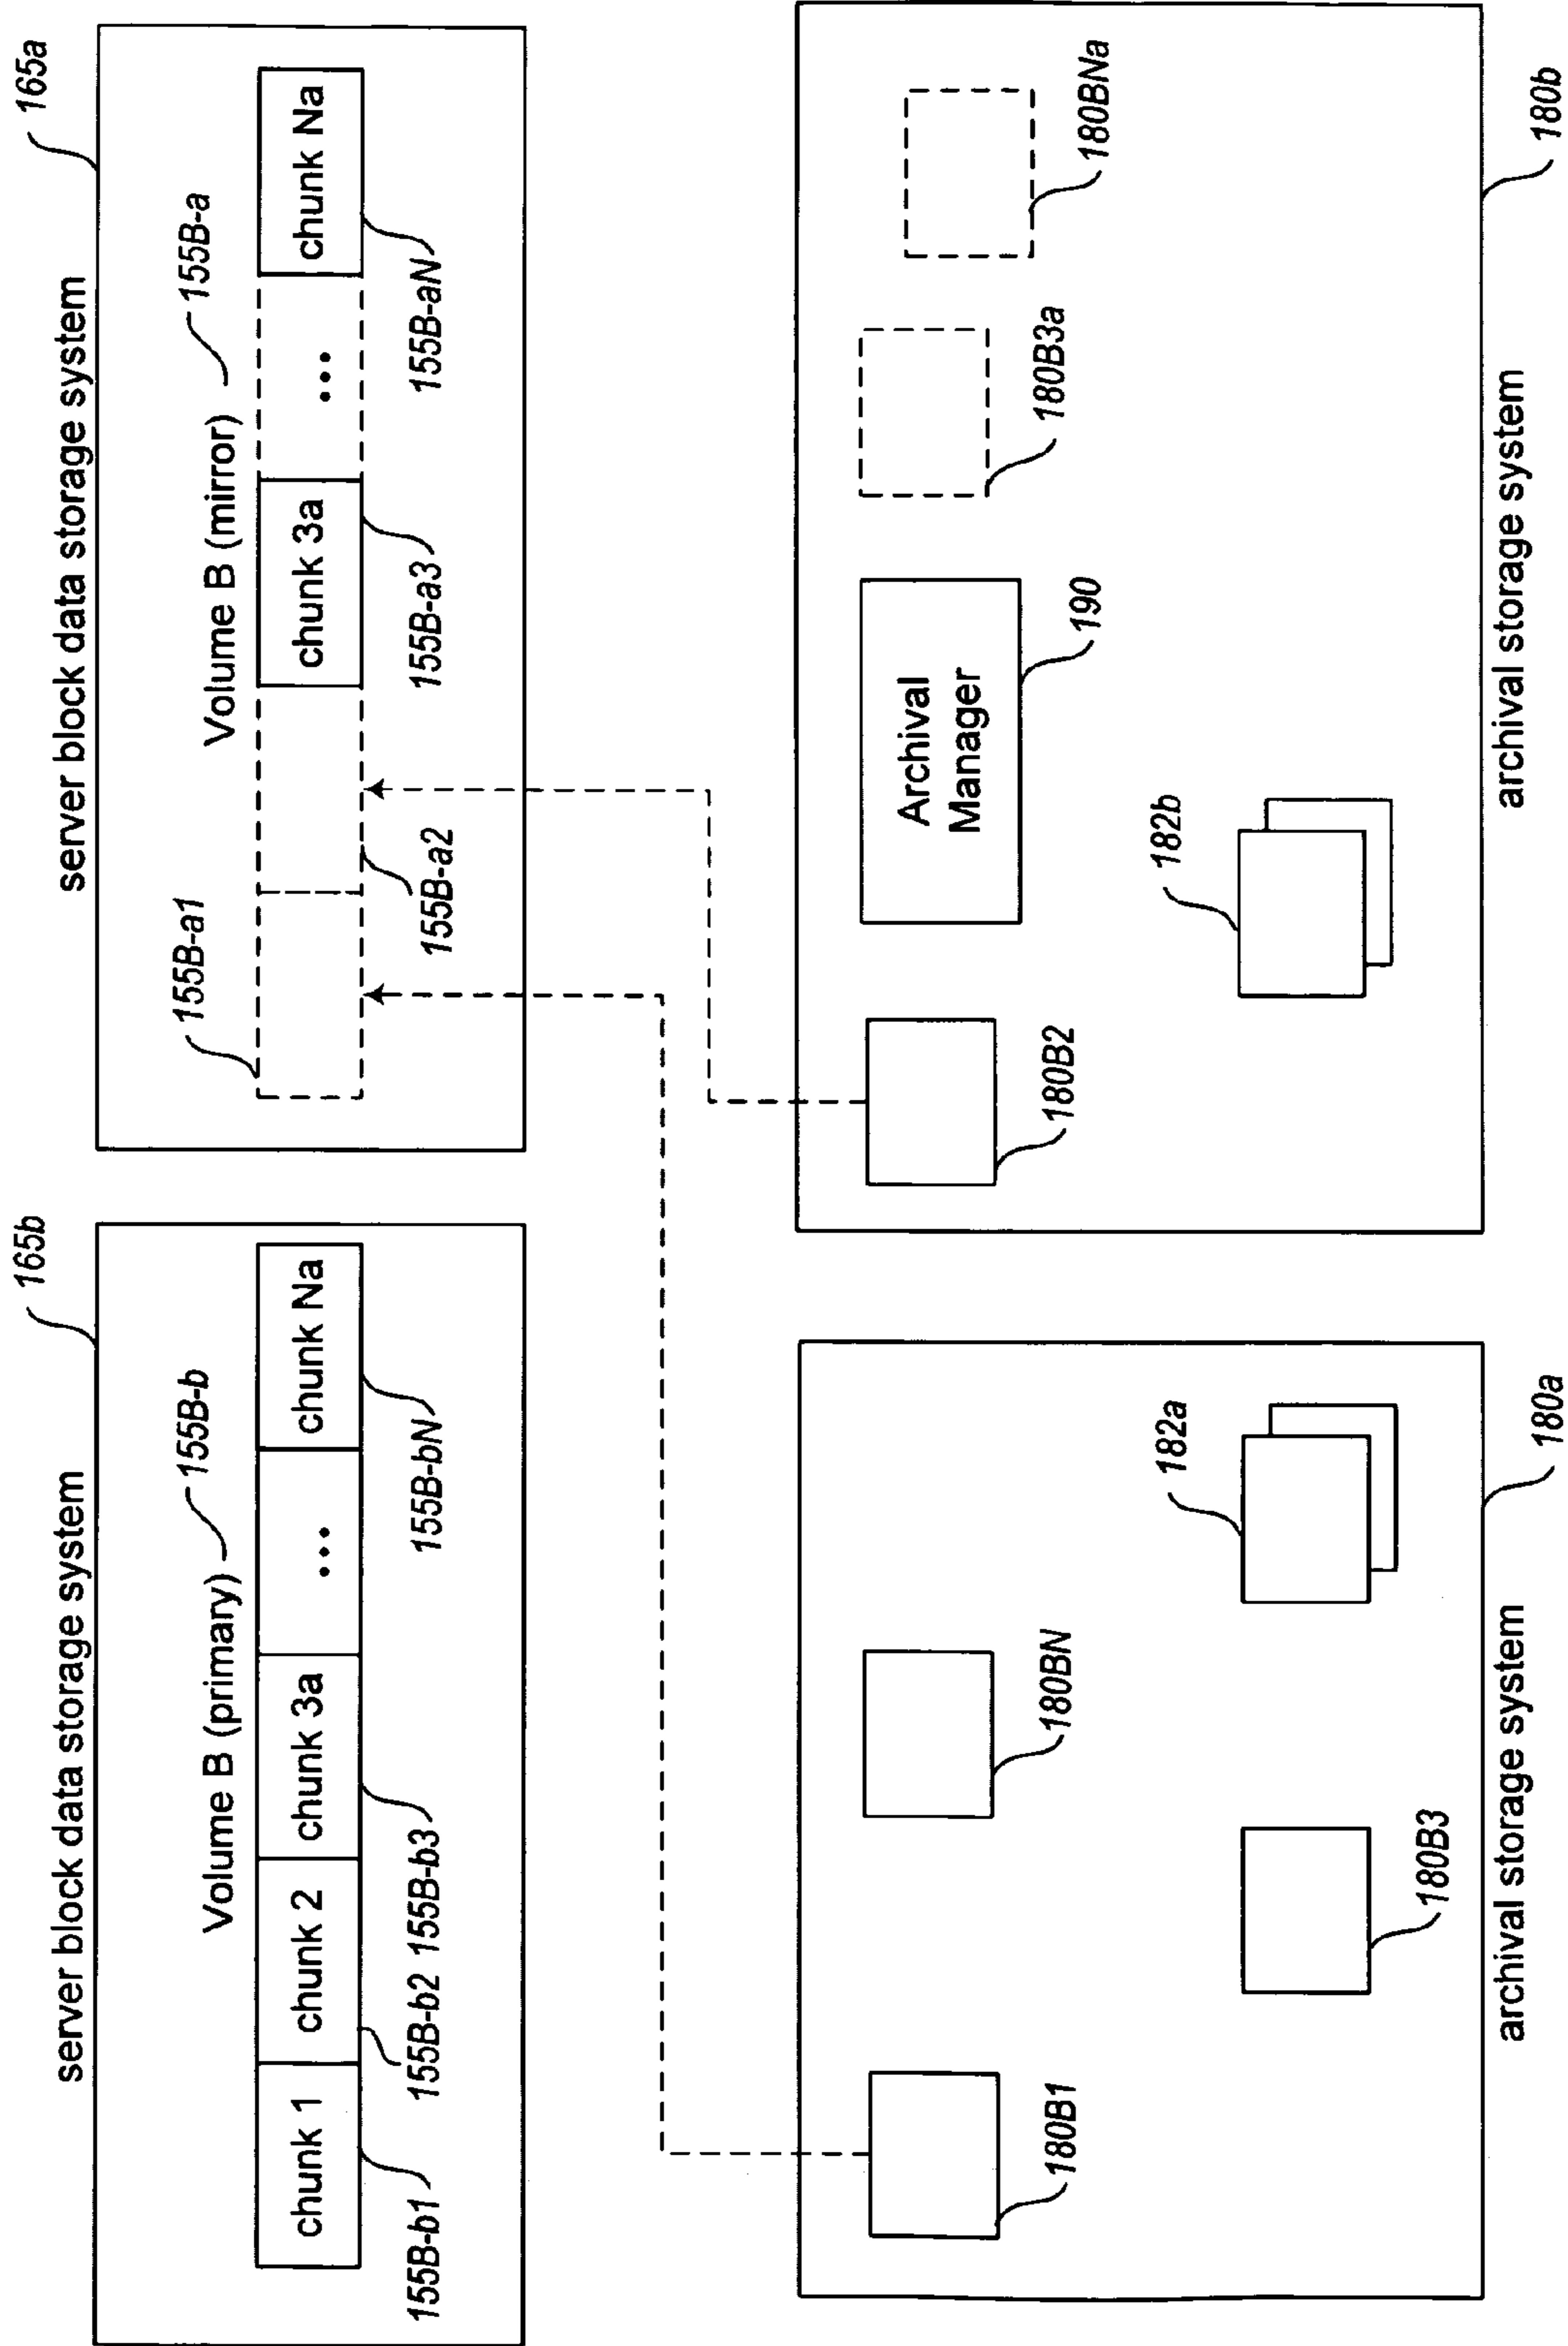 server block data storage system
165b
Volume B (primary)
155B-b
chunk 1
chunk 2
chunk 3a
...
chunk Na
155B-b1
155B-b2
155B-b3
155B-bN
server block data storage system
165a
155B-a1
Volume B (mirror)
155B-a
chunk 3a
...
chunk Na
155B-a2
155B-a3
155B-aN
180B1
180BN
180B3
182a
archival storage system
180a
180B2
Archival
Manager
190
180B3a
180BNa
182b
archival storage system
180b